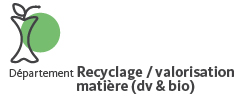 Département Recyclage / valorisation
matière (dv & bio)